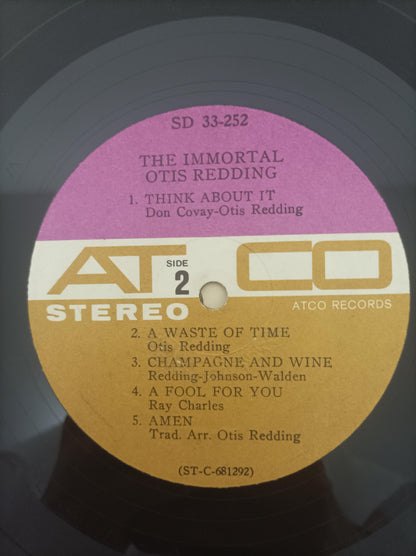 SD 33-252
THE IMMORTAL
OTIS REDDING
1. THINK ABOUT IT
Don Covay-Otis Redding
ATCO
SIDE
2
STEREO
ATCO RECORDS
2. A WASTE OF TIME
Otis Redding
3. CHAMPAGNE AND WINE
Redding-Johnson-Walden
4. A FOOL FOR YOU
Ray Charles
5. AMEN
Trad. Arr. Otis Redding
(ST-C-681292)